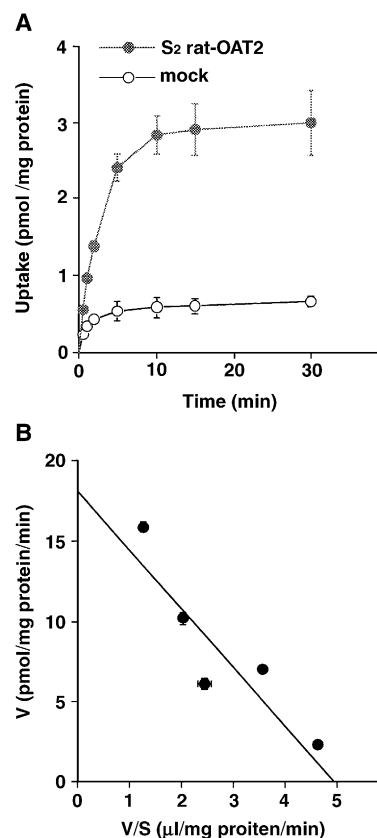 A
S2 rat-OAT2
mock
Uptake (pmol /mg protein)
4
3
2
1
0
0 10 20 30
Time (min)
B
V (pmol/mg protein/min)
20
15
10
5
0
0 1 2 3 4 5
V/S (μl/mg proiten/min)